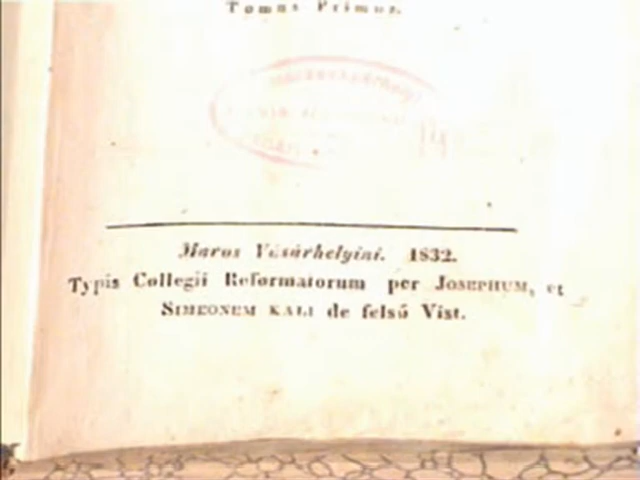 Tomus Primus.
Maros Vásárhelyini. 1832.
Typis Collegii Reformatorum per JOSEPHUM, et
SIMEONEM KALI de felső Vist.